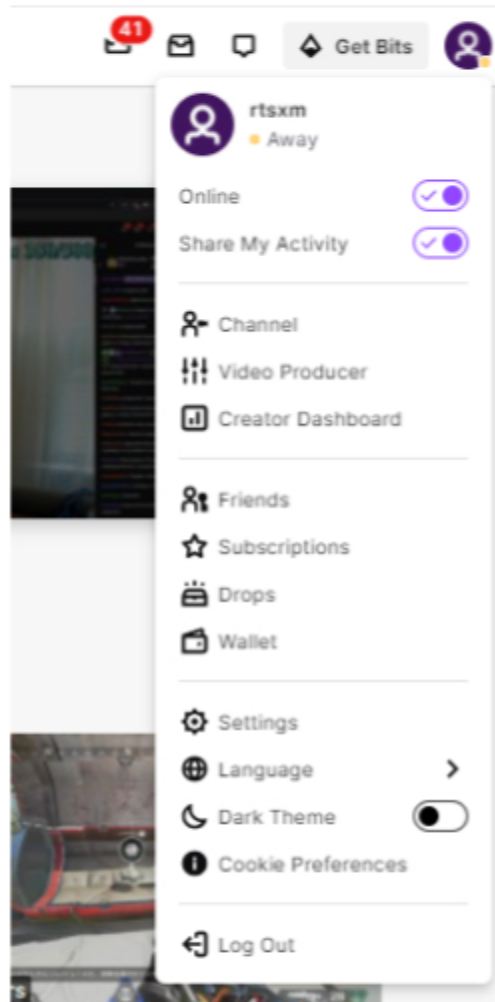 41
Get Bits
rtsxm
Away
Online
Share My Activity
Channel
Video Producer
Creator Dashboard
Friends
Subscriptions
Drops
Wallet
Settings
Language
Dark Theme
Cookie Preferences
Log Out